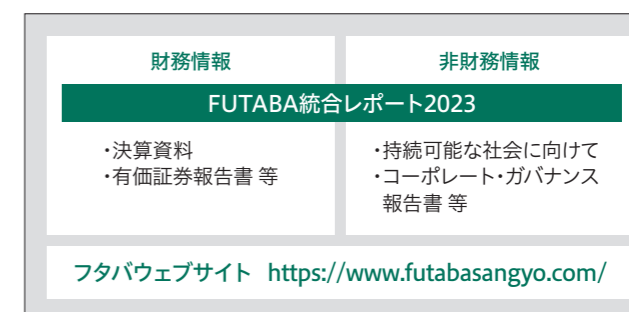 財務情報
非財務情報
FUTABA統合レポート2023
・決算資料
・有価証券報告書 等
・持続可能な社会に向けて
・コーポレート・ガバナンス
報告書 等
フタバウェブサイト https://www.futabasangyo.com/